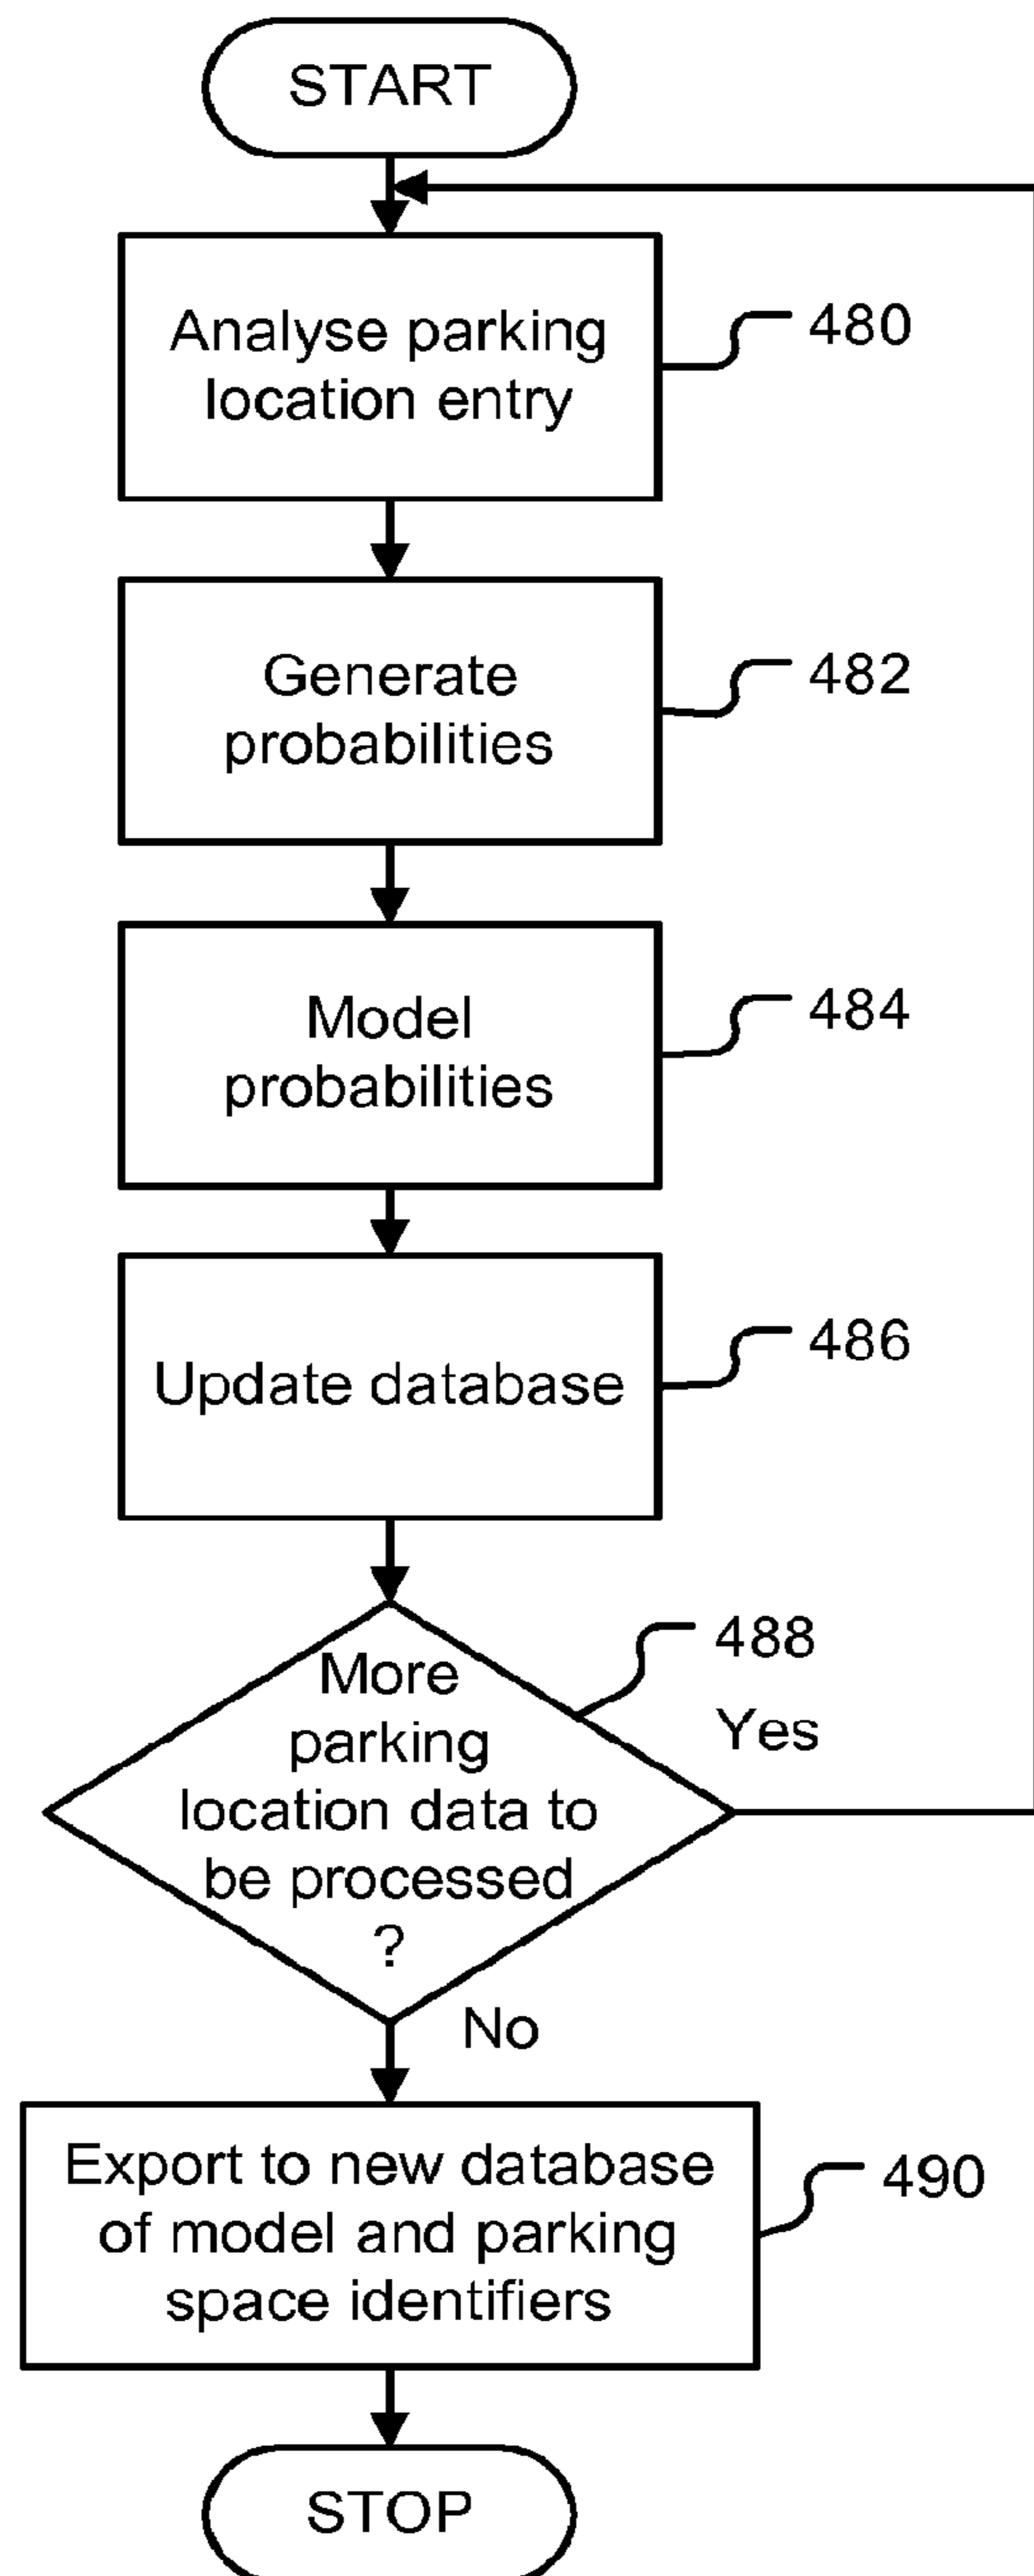 START
Analyse parking
location entry
480
Generate
probabilities
482
Model
probabilities
484
Update database
486
More
parking
location data to
be processed
?
488
Yes
No
Export to new database
of model and parking
space identifiers
490
STOP